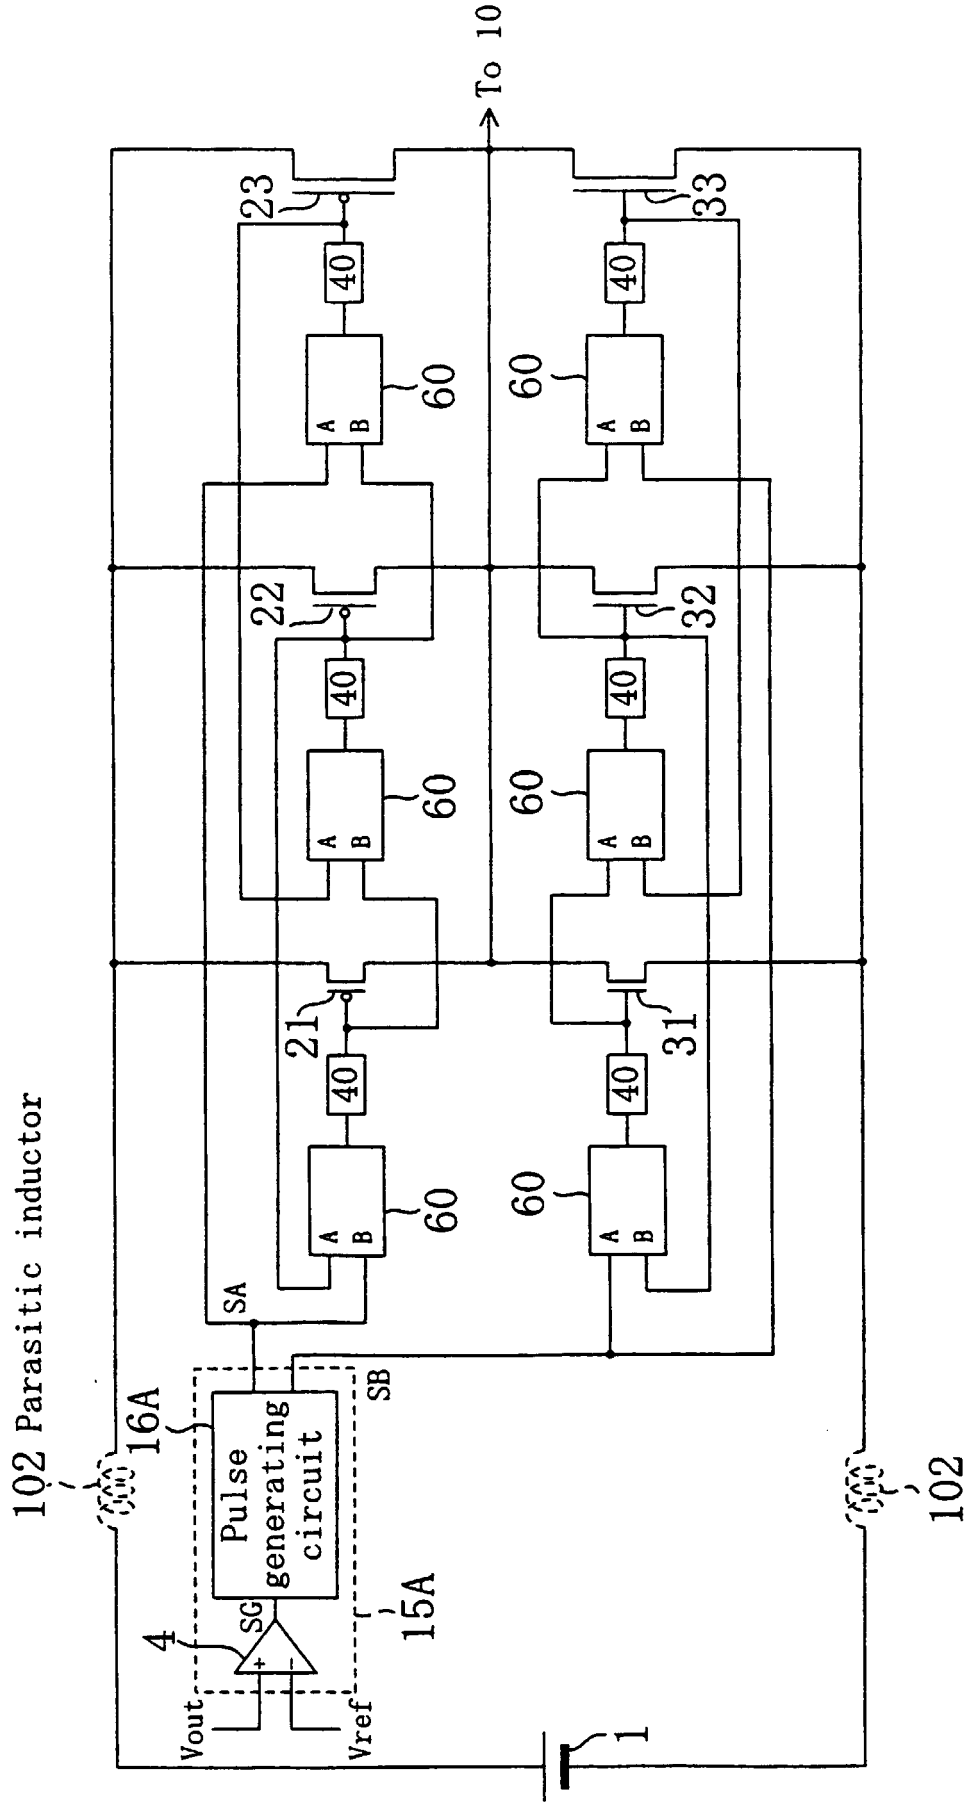 102 Parasitic inductor
16A
Pulse
generating
circuit
SG
4
+
−
Vout
Vref
15A
SA
SB
1
102
A
B
60
40
21
A
B
60
40
22
A
B
60
40
23
A
B
60
40
31
A
B
60
40
32
A
B
60
40
33
To 10